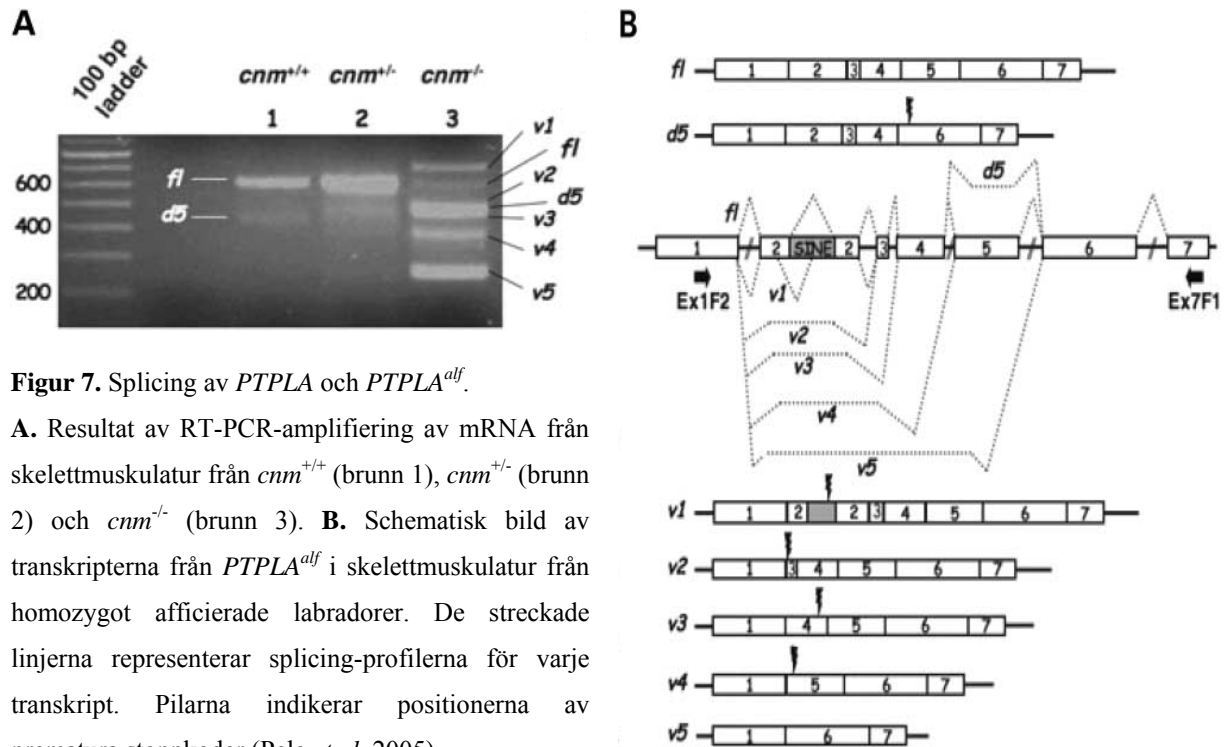 A
100 bp
ladder
cnm+/+ cnm+/- cnm-/-
1 2 3
600
400
200
fl
d5
v1
fl
v2
d5
v3
v4
v5
Figur 7. Splicing av PTPLA och PTPLA^alf.
A. Resultat av RT-PCR-amplifiering av mRNA från
skelettmuskulatur från cnm+/+ (brunn 1), cnm+/- (brunn
2) och cnm-/- (brunn 3). B. Schematisk bild av
transkripterna från PTPLA^alf i skelettmuskulatur från
homozygot afficierade labradorer. De streckade
linjerna representerar splicing-profilerna för varje
transkript. Pilarna indikerar positionerna av
B
fl 1 2 3 4 5 6 7
d5 1 2 3 4 6 7
d5
fl
1 2 SINE 2 3 4 5 6 7
Ex1F2 Ex7F1
v1
v2
v3
v4
v5
v1 1 2 2 3 4 5 6 7
v2 1 3 4 5 6 7
v3 1 4 5 6 7
v4 1 5 6 7
v5 1 6 7